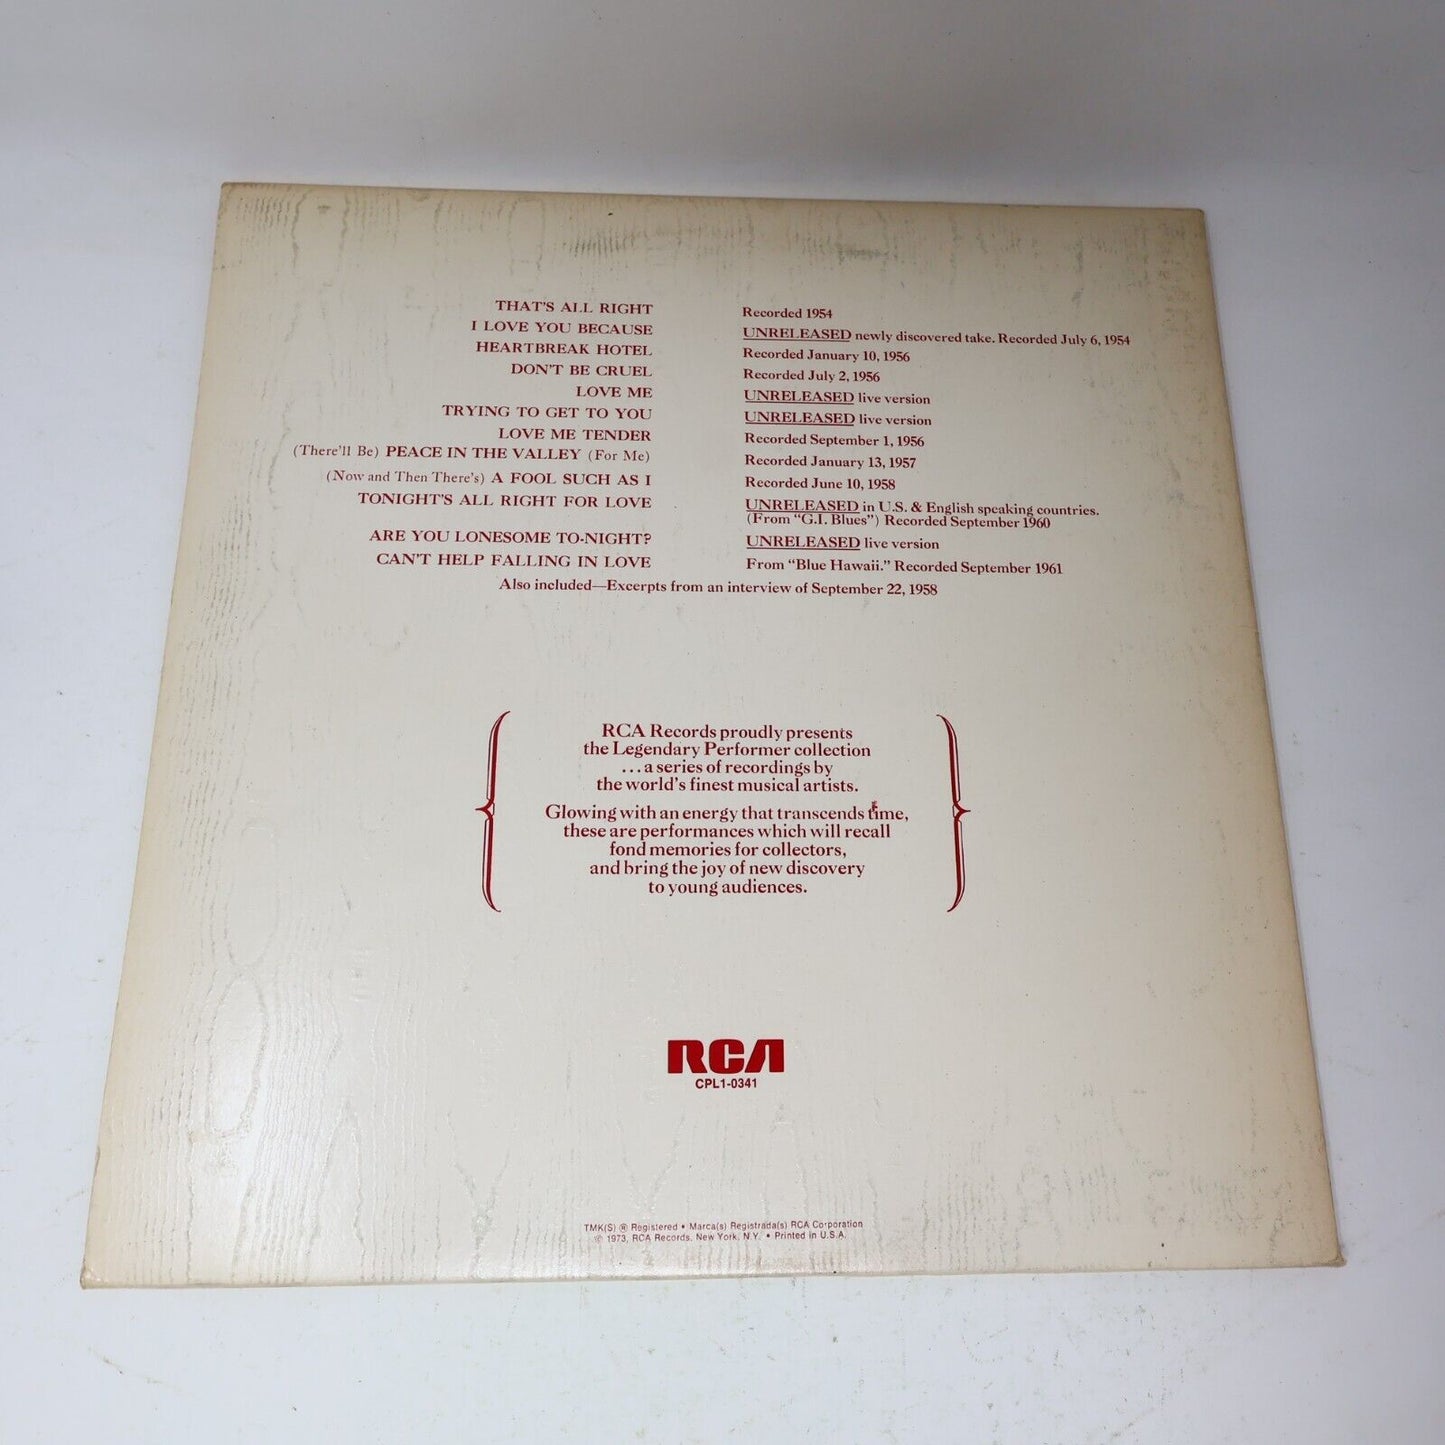 THAT'S ALL RIGHT Recorded 1954
I LOVE YOU BECAUSE UNRELEASED newly discovered take. Recorded July 6, 1954
HEARTBREAK HOTEL Recorded January 10, 1956
DON'T BE CRUEL Recorded July 2, 1956
LOVE ME UNRELEASED live version
TRYING TO GET TO YOU UNRELEASED live version
LOVE ME TENDER Recorded September 1, 1956
(There'll Be) PEACE IN THE VALLEY (For Me) Recorded January 13, 1957
(Now and Then There's) A FOOL SUCH AS I Recorded June 10, 1958
TONIGHT'S ALL RIGHT FOR LOVE UNRELEASED in U.S. & English speaking countries.
(From "G.I. Blues") Recorded September 1960
ARE YOU LONESOME TO-NIGHT? UNRELEASED live version
CAN'T HELP FALLING IN LOVE From "Blue Hawaii." Recorded September 1961
Also included—Excerpts from an interview of September 22, 1958
RCA Records proudly presents
the Legendary Performer collection
...a series of recordings by
the world's finest musical artists.
Glowing with an energy that transcends time,
these are performances which will recall
fond memories for collectors,
and bring the joy of new discovery
to young audiences.
RCA
CPL1-0341
TMK(S) ® Registered • Marca(s) Registrada(s) RCA Corporation
℗ 1973, RCA Records, New York, N.Y. • Printed in U.S.A.